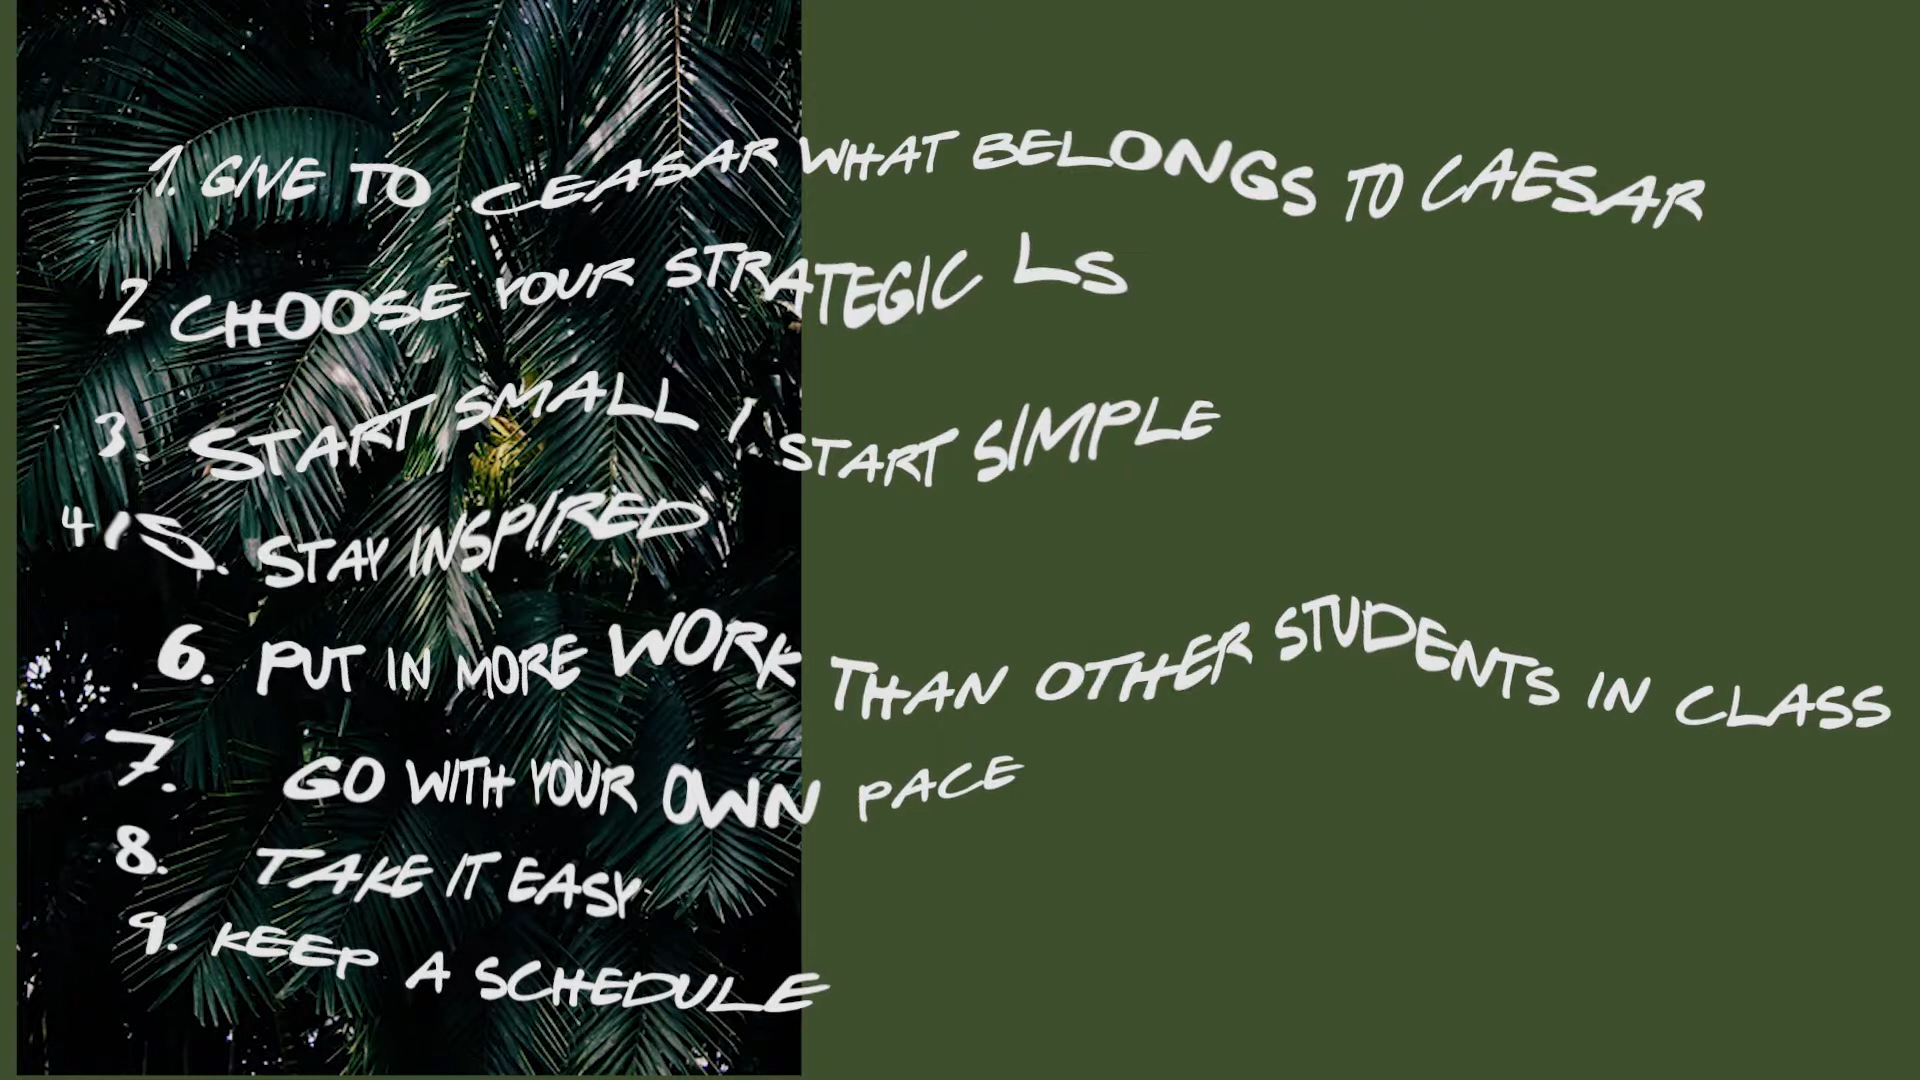 1. GIVE TO CEASAR WHAT BELONGS TO CAESAR
2 CHOOSE YOUR STRATEGIC LS
3. START SMALL / START SIMPLE
4/5. STAY INSPIRED
6. PUT IN MORE WORK THAN OTHER STUDENTS IN CLASS
7. GO WITH YOUR OWN PACE
8. TAKE IT EASY
9. KEEP A SCHEDULE